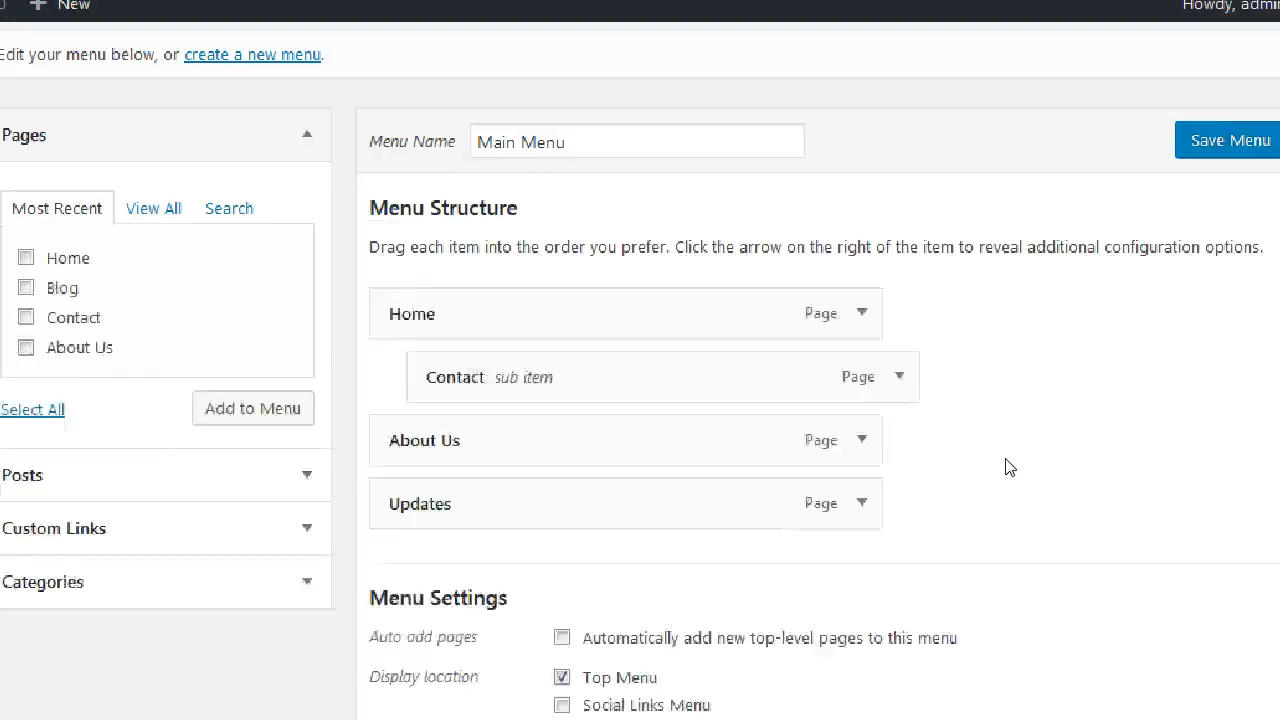 New
Howdy, admin
Edit your menu below, or create a new menu.
Pages
Menu Name Main Menu
Save Menu
Most Recent View All Search
Menu Structure
Drag each item into the order you prefer. Click the arrow on the right of the item to reveal additional configuration options.
Home
Blog
Contact
About Us
Select All
Add to Menu
Posts
Custom Links
Categories
Home Page
Contact sub item Page
About Us Page
Updates Page
Menu Settings
Auto add pages Automatically add new top-level pages to this menu
Display location Top Menu
Social Links Menu